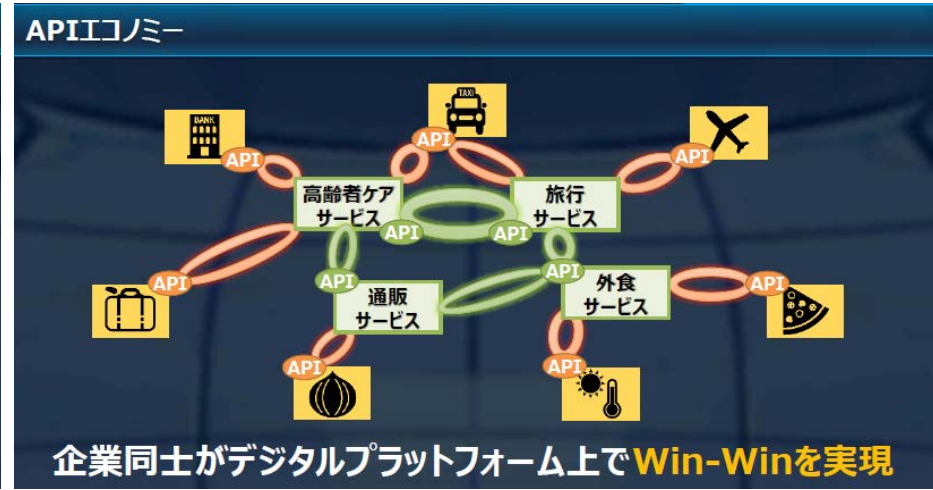 APIエコノミー
BANK
TAXI
API
API
API
高齢者ケア
サービス
旅行
サービス
API
API
API
API
API
API
通販
サービス
外食
サービス
API
API
企業同士がデジタルプラットフォーム上でWin-Winを実現